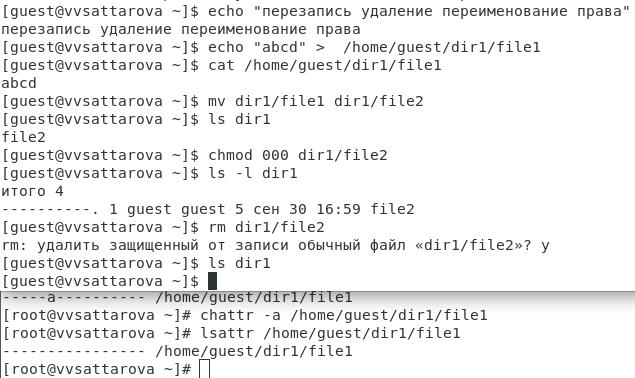 [guest@vvsattarova ~]$ echo "перезапись удаление переименование права"
перезапись удаление переименование права
[guest@vvsattarova ~]$ echo "abcd" >  /home/guest/dir1/file1
[guest@vvsattarova ~]$ cat /home/guest/dir1/file1
abcd
[guest@vvsattarova ~]$ mv dir1/file1 dir1/file2
[guest@vvsattarova ~]$ ls dir1
file2
[guest@vvsattarova ~]$ chmod 000 dir1/file2
[guest@vvsattarova ~]$ ls -l dir1
итого 4
----------. 1 guest guest 5 сен 30 16:59 file2
[guest@vvsattarova ~]$ rm dir1/file2
rm: удалить защищенный от записи обычный файл «dir1/file2»? y
[guest@vvsattarova ~]$ ls dir1
[guest@vvsattarova ~]$
-----a---------- /home/guest/dir1/file1
[root@vvsattarova ~]# chattr -a /home/guest/dir1/file1
[root@vvsattarova ~]# lsattr /home/guest/dir1/file1
---------------- /home/guest/dir1/file1
[root@vvsattarova ~]#